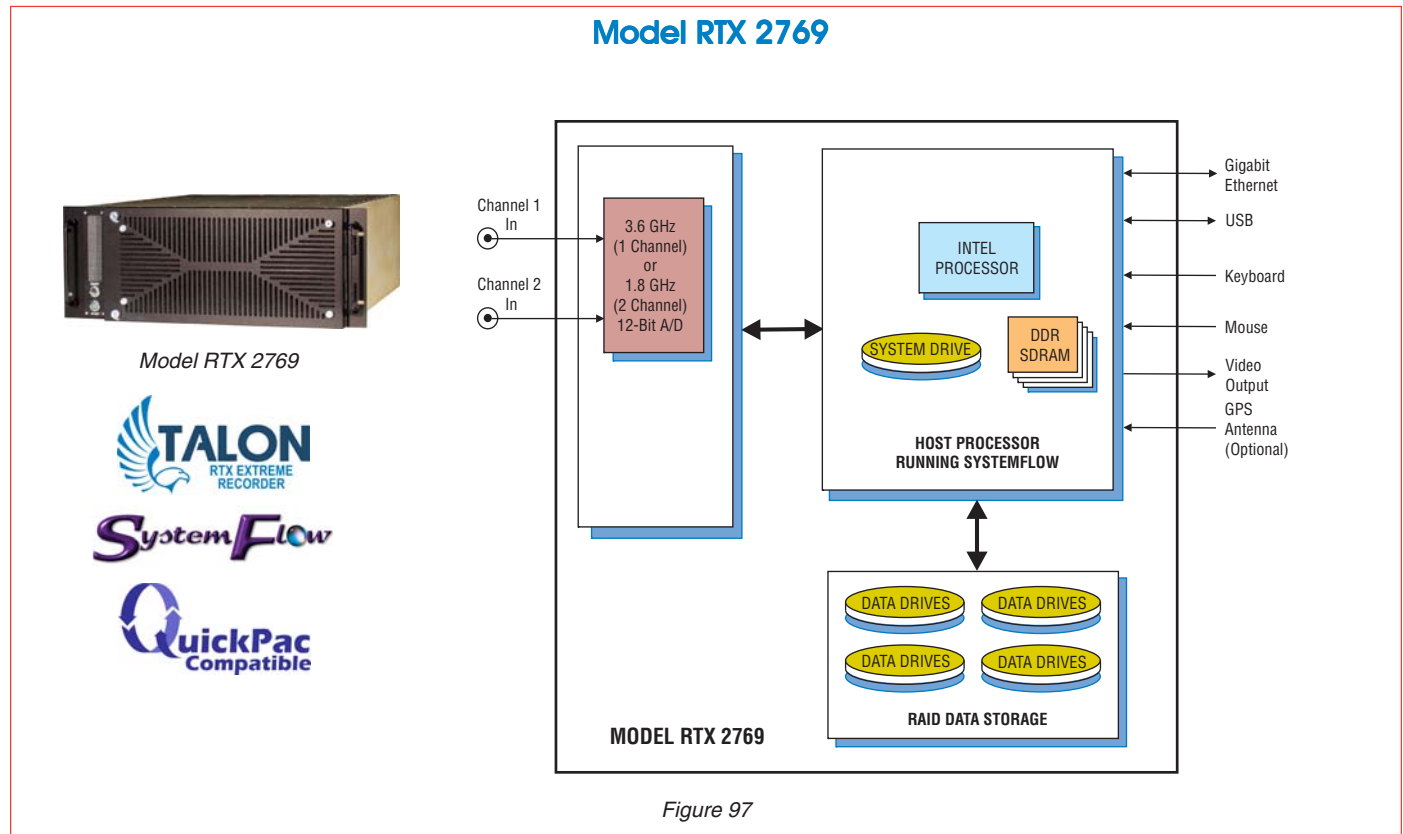 Model RTX 2769
Model RTX 2769
TALON
RTX EXTREME
RECORDER
SystemFlow
QuickPac
Compatible
Channel 1
In
Channel 2
In
3.6 GHz
(1 Channel)
or
1.8 GHz
(2 Channel)
12-Bit A/D
INTEL
PROCESSOR
SYSTEM DRIVE
DDR
SDRAM
HOST PROCESSOR
RUNNING SYSTEMFLOW
Gigabit
Ethernet
USB
Keyboard
Mouse
Video
Output
GPS
Antenna
(Optional)
DATA DRIVES
DATA DRIVES
DATA DRIVES
DATA DRIVES
RAID DATA STORAGE
MODEL RTX 2769
Figure 97